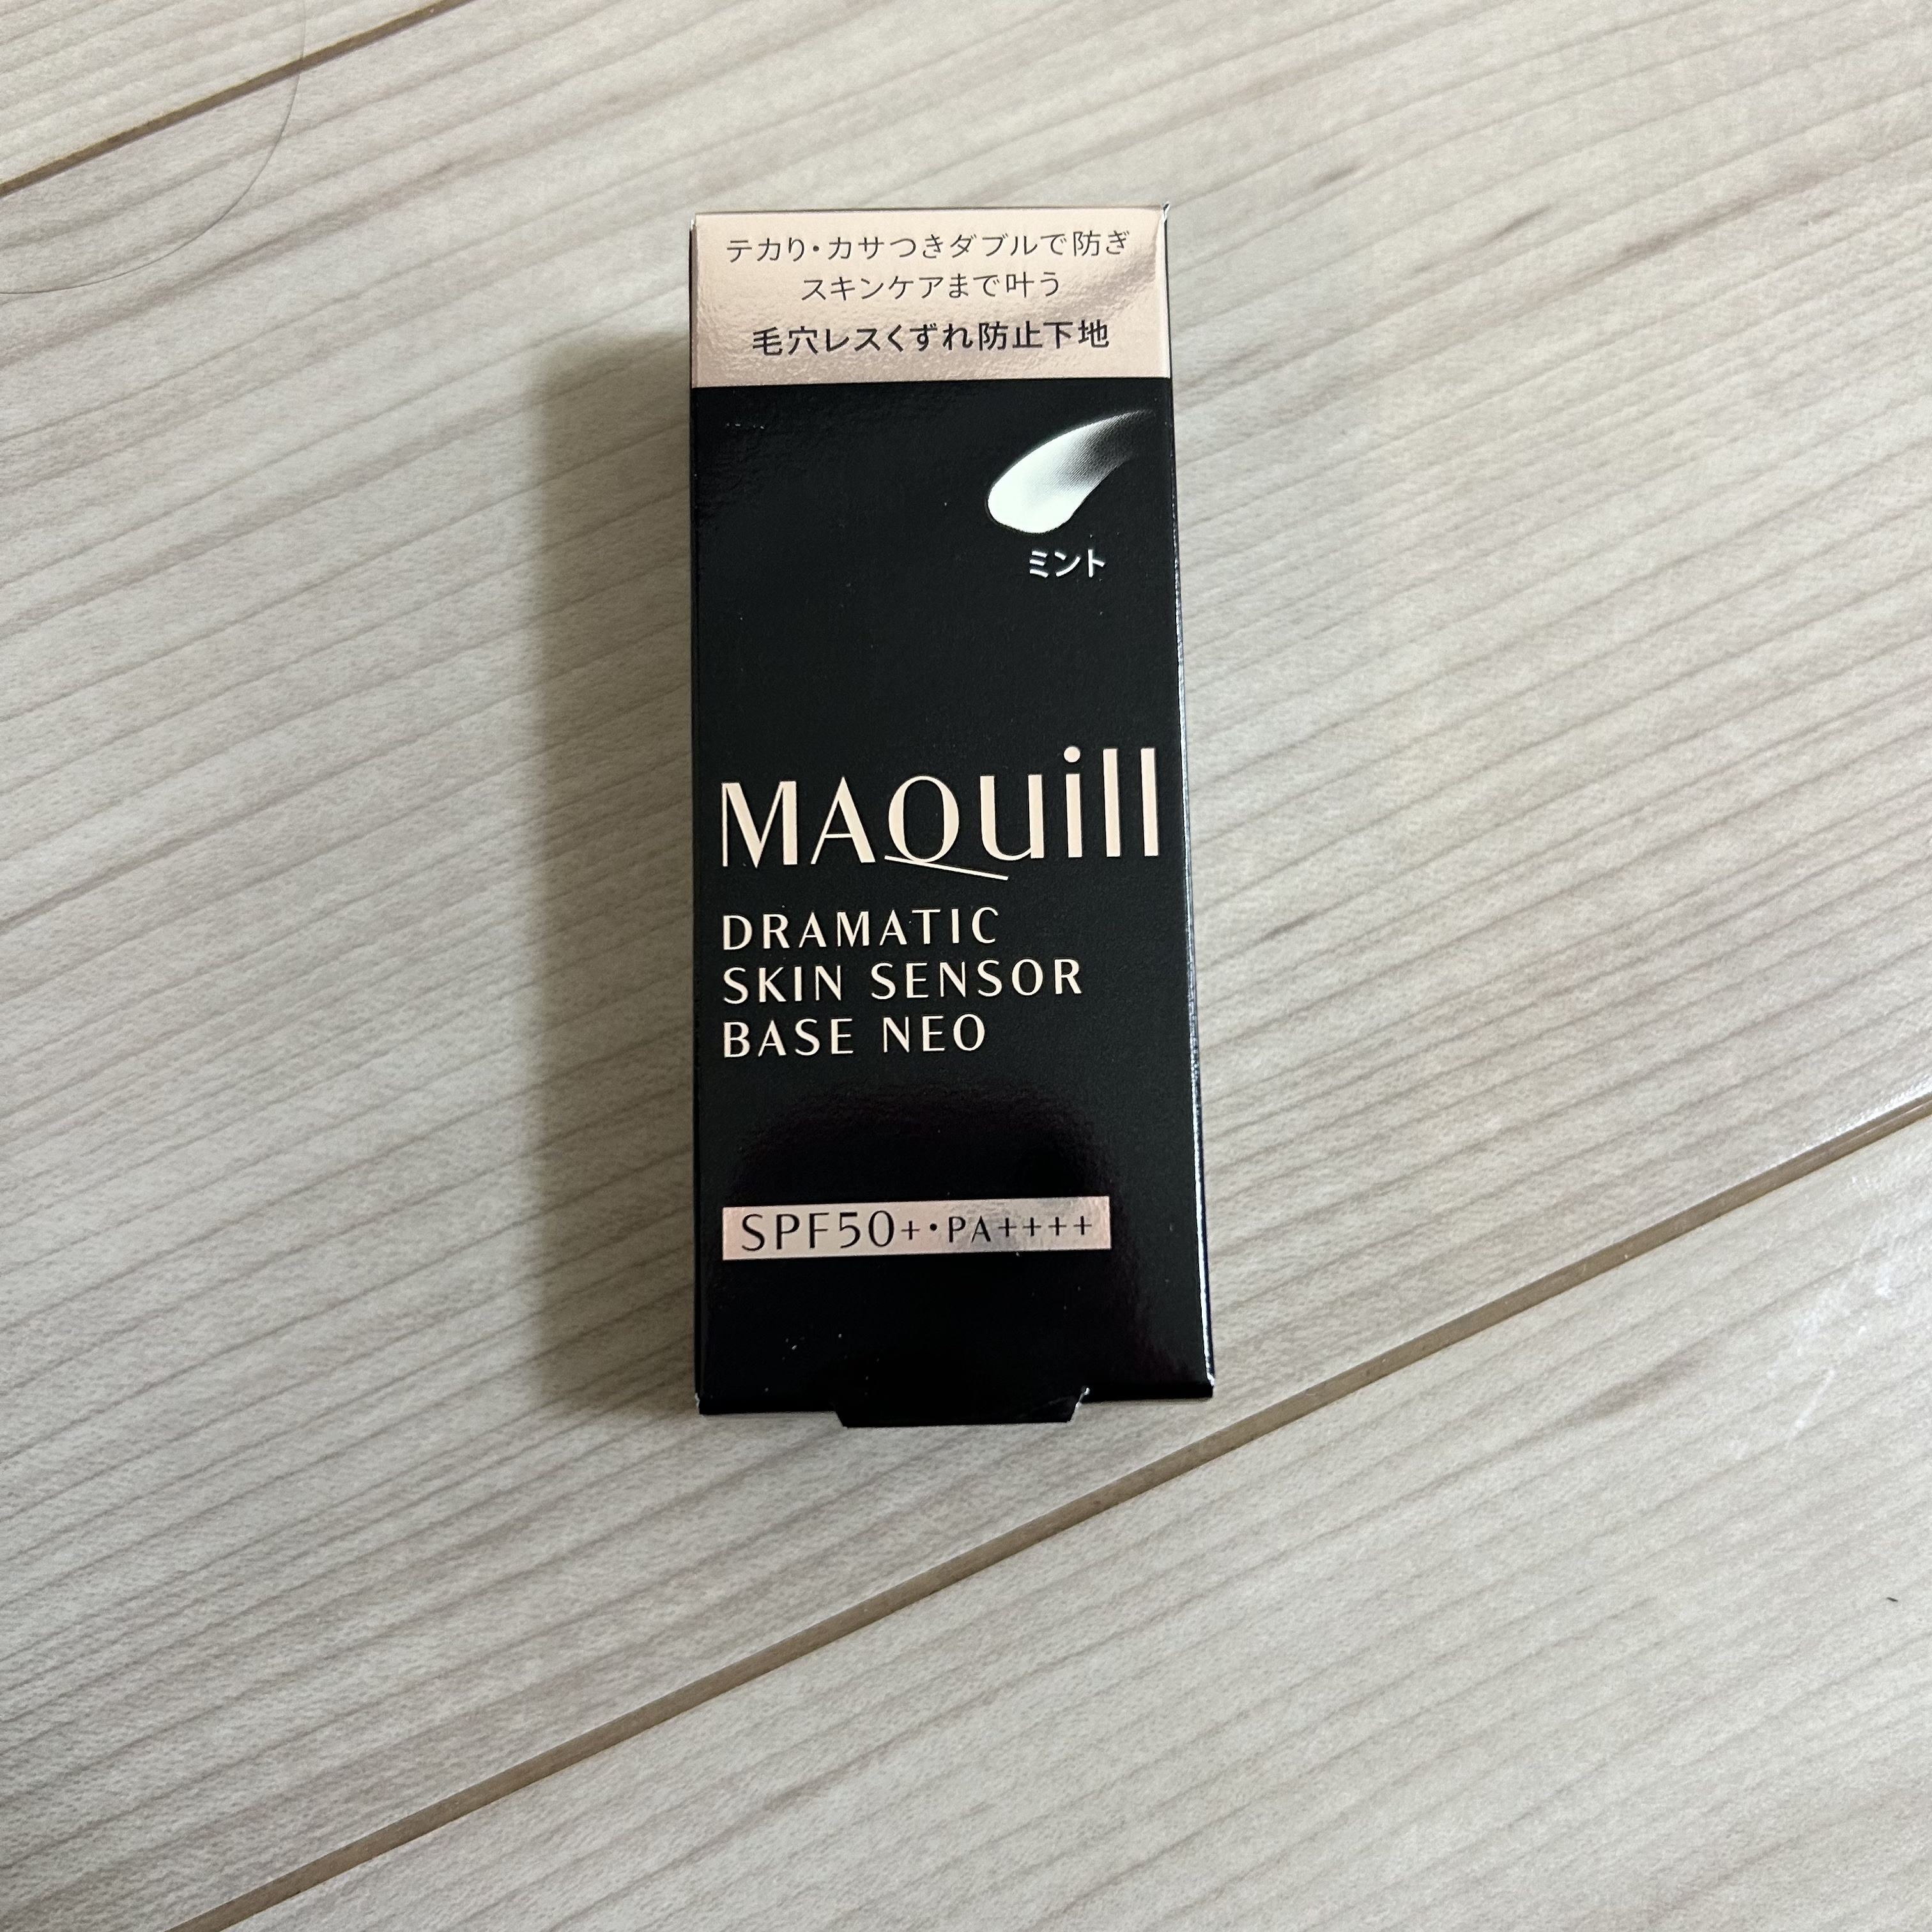 テカり・カサつきダブルで防ぎ
スキンケアまで叶う
毛穴レスくずれ防止下地
ミント
MAQuill
DRAMATIC
SKIN SENSOR
BASE NEO
SPF50+・PA++++